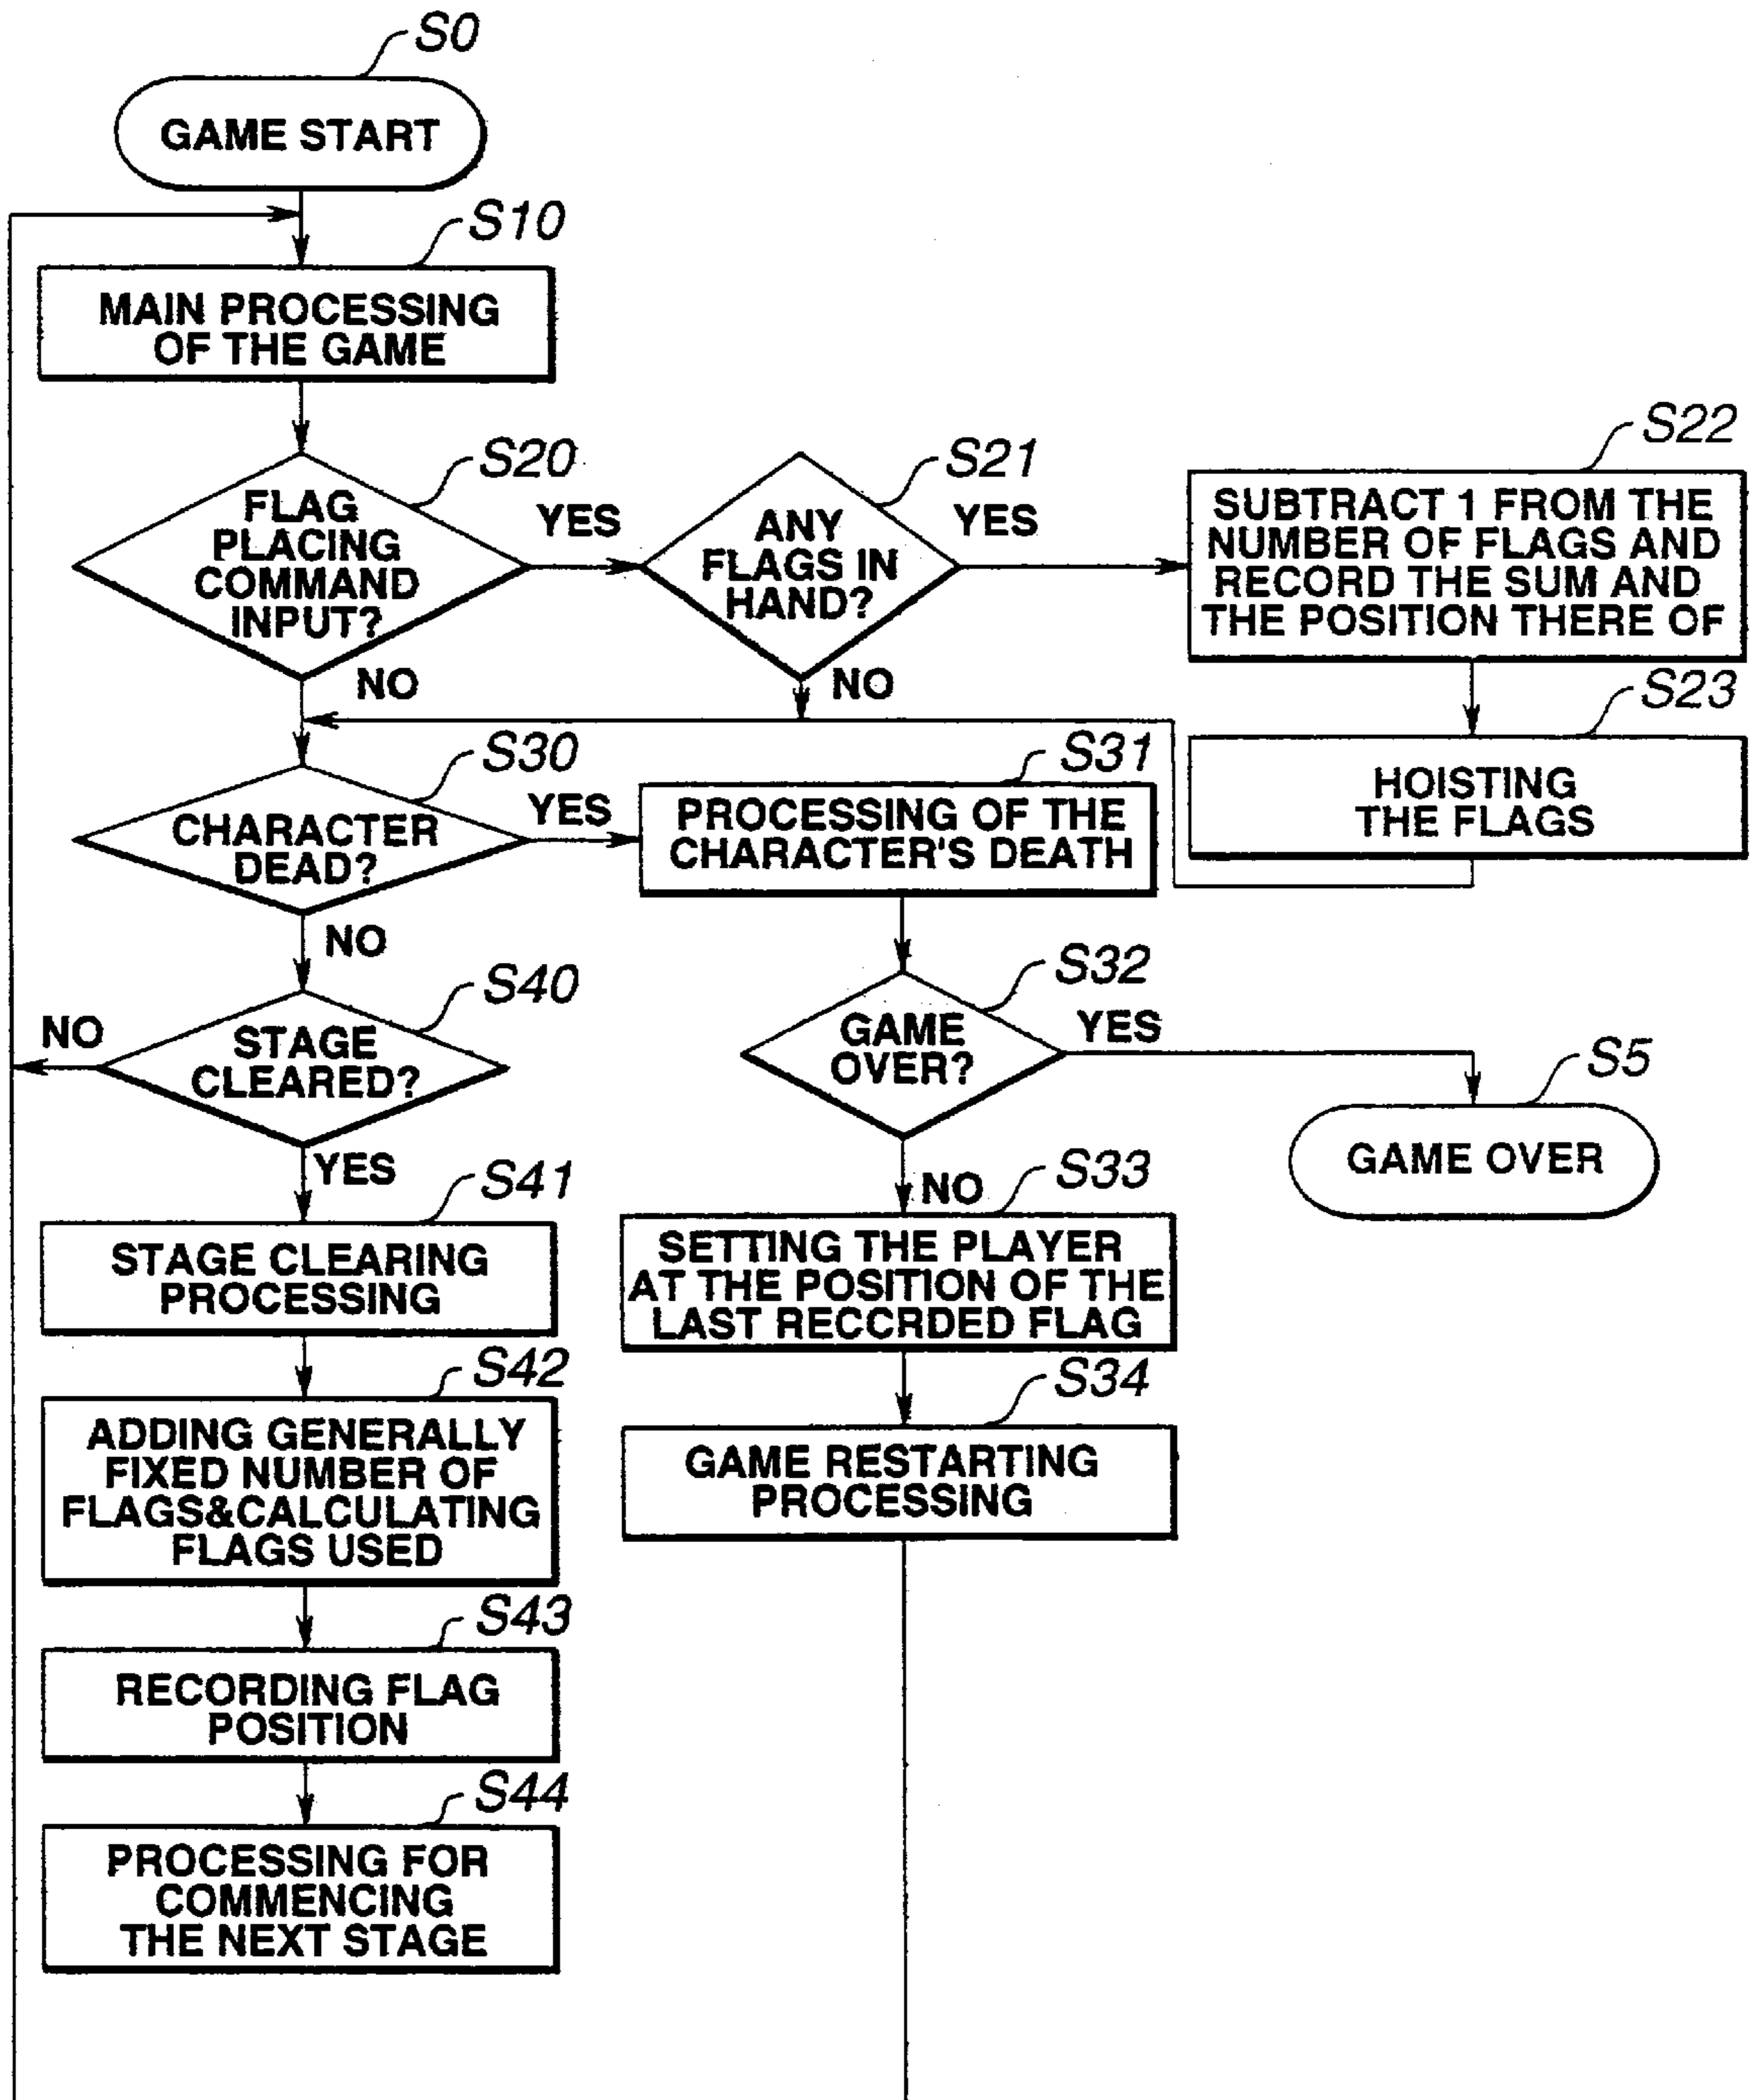 S0
GAME START
S10
MAIN PROCESSING
OF THE GAME
S20
FLAG
PLACING
COMMAND
INPUT?
YES
NO
S21
ANY
FLAGS IN
HAND?
YES
NO
S22
SUBTRACT 1 FROM THE
NUMBER OF FLAGS AND
RECORD THE SUM AND
THE POSITION THERE OF
S23
HOISTING
THE FLAGS
S30
CHARACTER
DEAD?
YES
NO
S31
PROCESSING OF THE
CHARACTER'S DEATH
S32
GAME
OVER?
YES
NO
S5
GAME OVER
S33
SETTING THE PLAYER
AT THE POSITION OF THE
LAST RECCRDED FLAG
S34
GAME RESTARTING
PROCESSING
S40
STAGE
CLEARED?
NO
YES
S41
STAGE CLEARING
PROCESSING
S42
ADDING GENERALLY
FIXED NUMBER OF
FLAGS&CALCULATING
FLAGS USED
S43
RECORDING FLAG
POSITION
S44
PROCESSING FOR
COMMENCING
THE NEXT STAGE